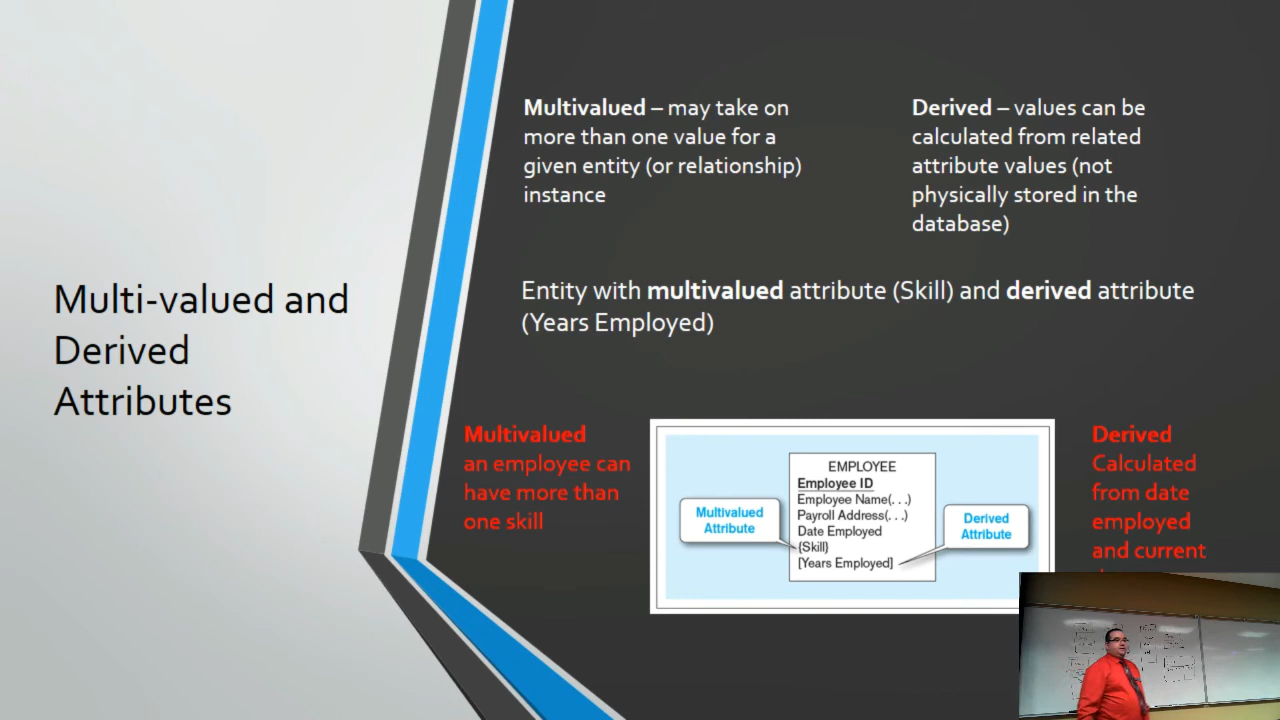 Multi-valued and
Derived
Attributes
Multivalued – may take on
more than one value for a
given entity (or relationship)
instance
Derived – values can be
calculated from related
attribute values (not
physically stored in the
database)
Entity with multivalued attribute (Skill) and derived attribute
(Years Employed)
Multivalued
an employee can
have more than
one skill
Multivalued
Attribute
EMPLOYEE
Employee ID
Employee Name(. . .)
Payroll Address(. . .)
Date Employed
(Skill)
[Years Employed]
Derived
Attribute
Derived
Calculated
from date
employed
and current